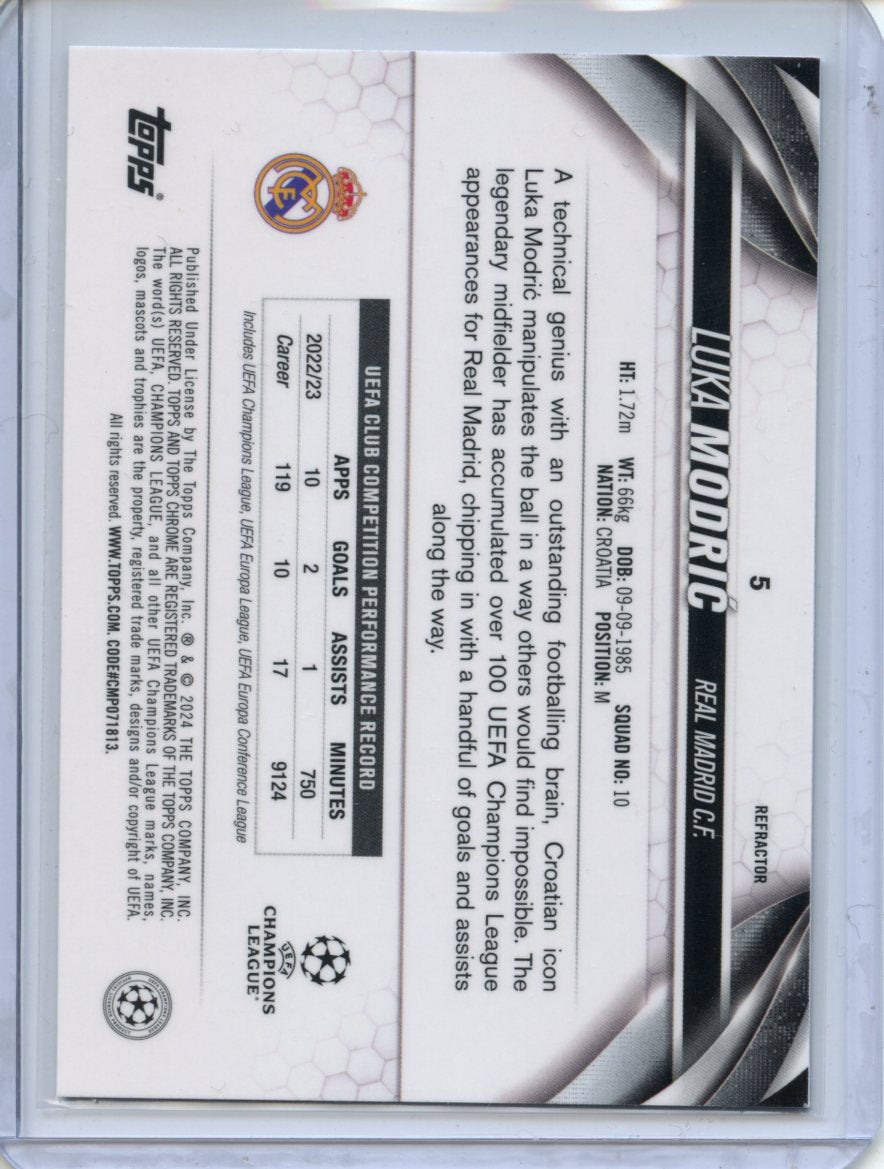 5
REFRACTOR
LUKA MODRIĆ REAL MADRID C.F.
HT: 1.72m WT: 66kg DOB: 09-09-1985 SQUAD NO: 10
NATION: CROATIA POSITION: M
A technical genius with an outstanding footballing brain, Croatian icon
Luka Modrić manipulates the ball in a way others would find impossible. The
legendary midfielder has accumulated over 100 UEFA Champions League
appearances for Real Madrid, chipping in with a handful of goals and assists
along the way.
UEFA CLUB COMPETITION PERFORMANCE RECORD
APPS GOALS ASSISTS MINUTES
2022/23 10 2 1 750
Career 119 10 17 9124
Includes UEFA Champions League, UEFA Europa League, UEFA Europa Conference League
UEFA
CHAMPIONS
LEAGUE®
topps®
Published Under License by The Topps Company, Inc. ® & © 2024 THE TOPPS COMPANY, INC.
ALL RIGHTS RESERVED. TOPPS AND TOPPS CHROME ARE REGISTERED TRADEMARKS OF THE TOPPS COMPANY, INC.
The word(s) UEFA, CHAMPIONS LEAGUE, and all other UEFA Champions League marks, names,
logos, mascots and trophies are the property, registered trade marks, designs and/or copyright of UEFA.
All rights reserved. WWW.TOPPS.COM. CODE#CMP071813.